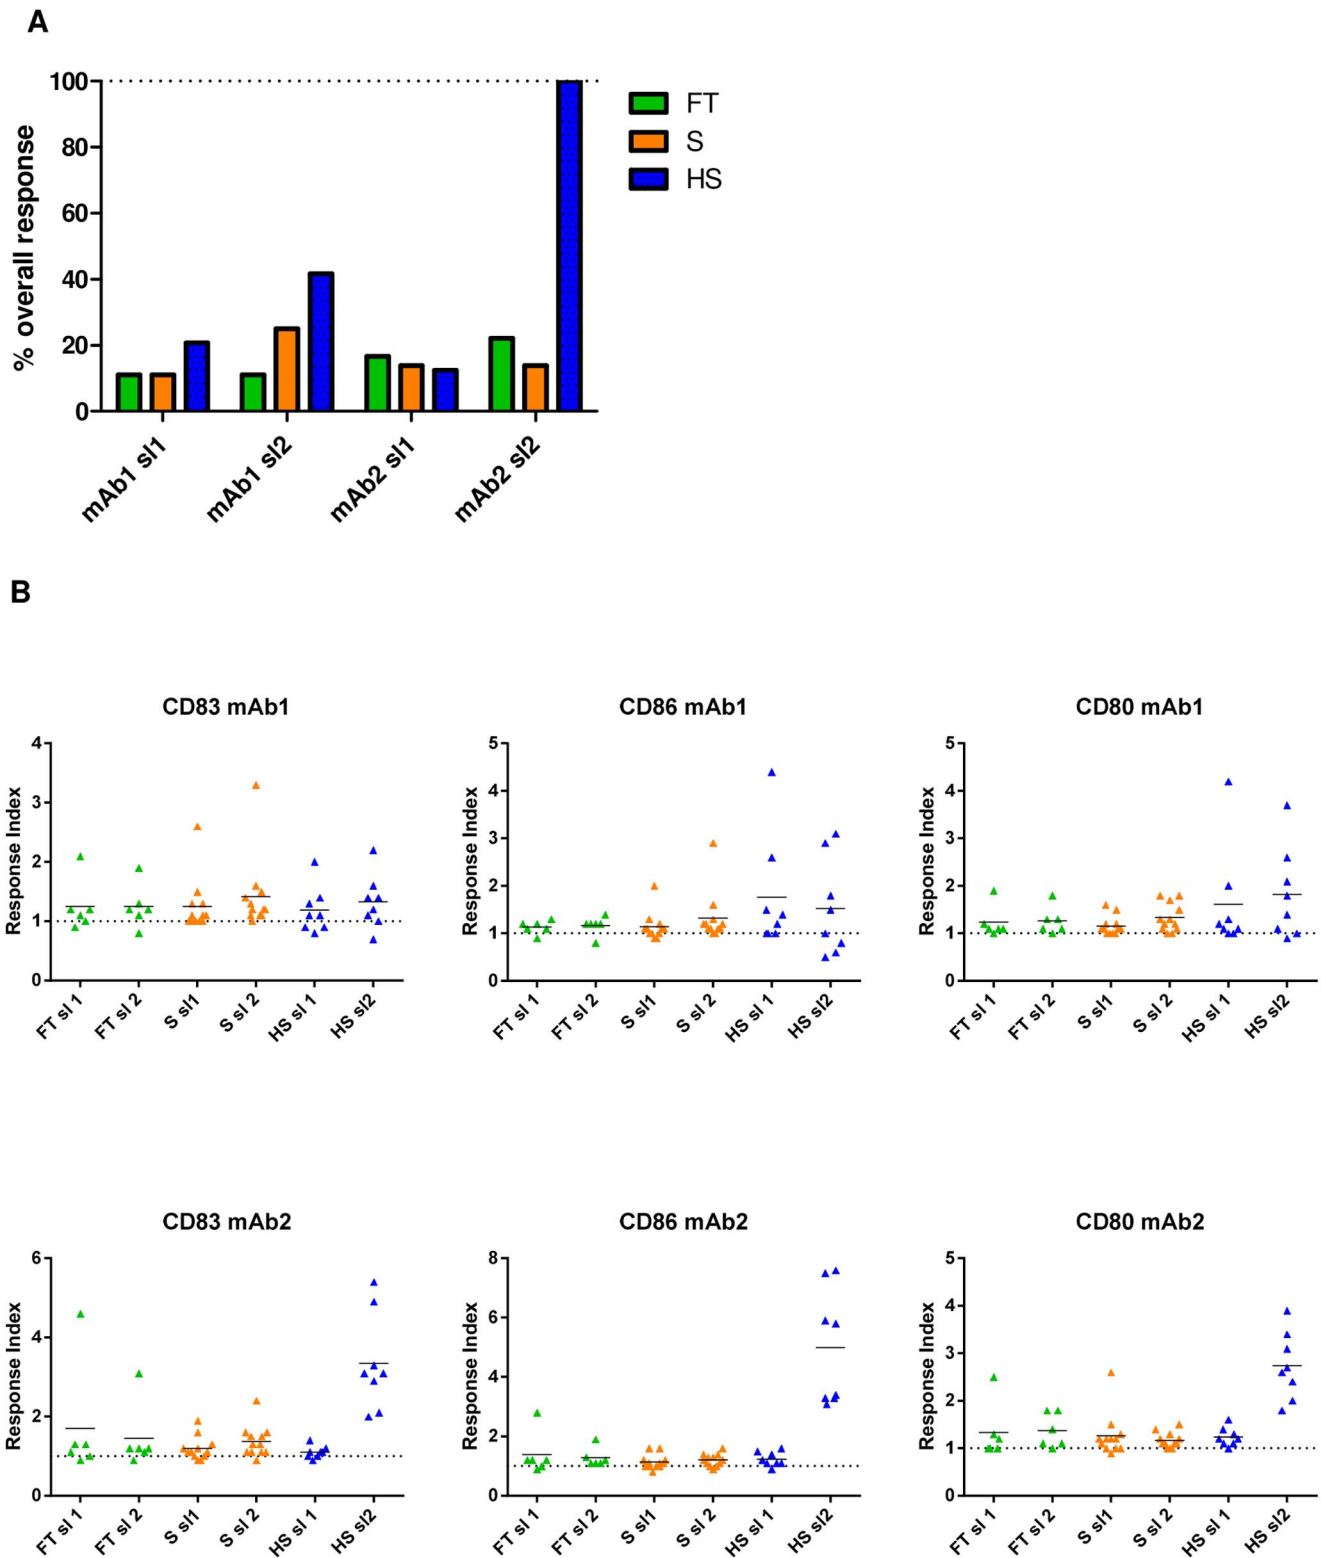 A
% overall response
100
80
60
40
20
0
mAb1 sl1
mAb1 sl2
mAb2 sl1
mAb2 sl2
FT
S
HS
B
CD83 mAb1
Response Index
4
3
2
1
0
FT sl 1
FT sl 2
S sl1
S sl 2
HS sl 1
HS sl2
CD86 mAb1
Response Index
5
4
3
2
1
0
FT sl 1
FT sl 2
S sl1
S sl 2
HS sl 1
HS sl2
CD80 mAb1
Response Index
5
4
3
2
1
0
FT sl 1
FT sl 2
S sl1
S sl 2
HS sl 1
HS sl2
CD83 mAb2
Response Index
6
4
2
0
FT sl 1
FT sl 2
S sl1
S sl 2
HS sl 1
HS sl2
CD86 mAb2
Response Index
8
6
4
2
0
FT sl 1
FT sl 2
S sl1
S sl 2
HS sl 1
HS sl2
CD80 mAb2
Response Index
5
4
3
2
1
0
FT sl 1
FT sl 2
S sl1
S sl 2
HS sl 1
HS sl2